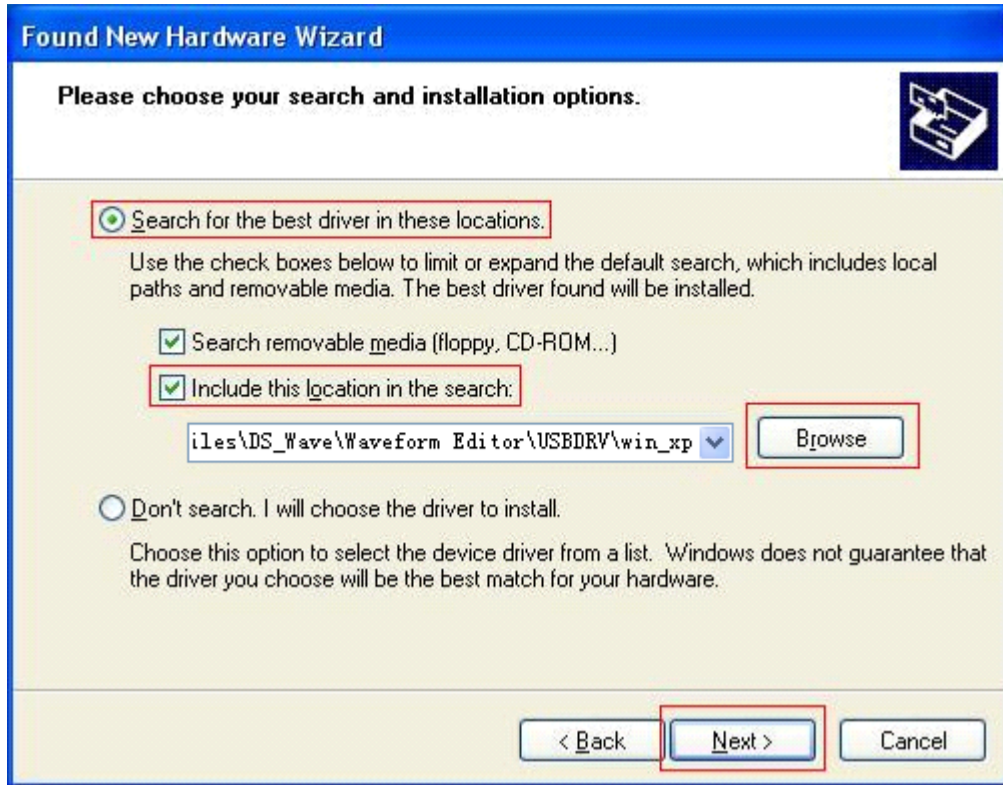 Found New Hardware Wizard
Please choose your search and installation options.
Search for the best driver in these locations.
Use the check boxes below to limit or expand the default search, which includes local
paths and removable media. The best driver found will be installed.
Search removable media (floppy, CD-ROM...)
Include this location in the search:
iles\DS_Wave\Waveform Editor\USBDRV\win_xp
Browse
Don't search. I will choose the driver to install.
Choose this option to select the device driver from a list. Windows does not guarantee that
the driver you choose will be the best match for your hardware.
< Back
Next >
Cancel